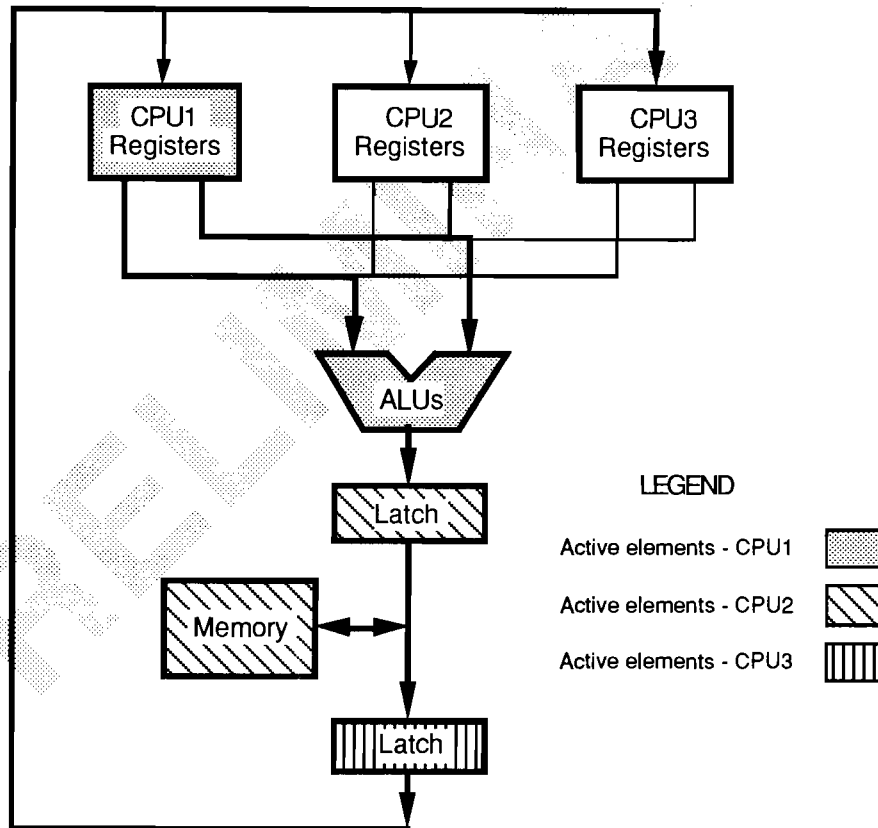 CPU1
Registers
CPU2
Registers
CPU3
Registers
ALUs
Latch
Memory
Latch
LEGEND
Active elements - CPU1
Active elements - CPU2
Active elements - CPU3